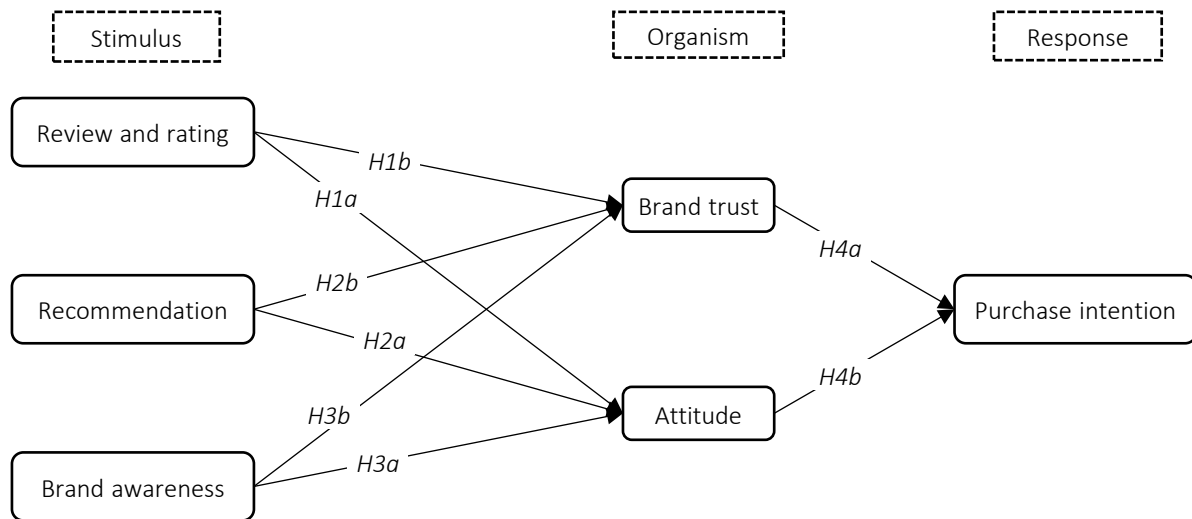 Stimulus
Organism
Response
Review and rating
H1b
H1a
Brand trust
H4a
H2b
Recommendation
Purchase intention
H2a
H4b
H3b
Attitude
H3a
Brand awareness